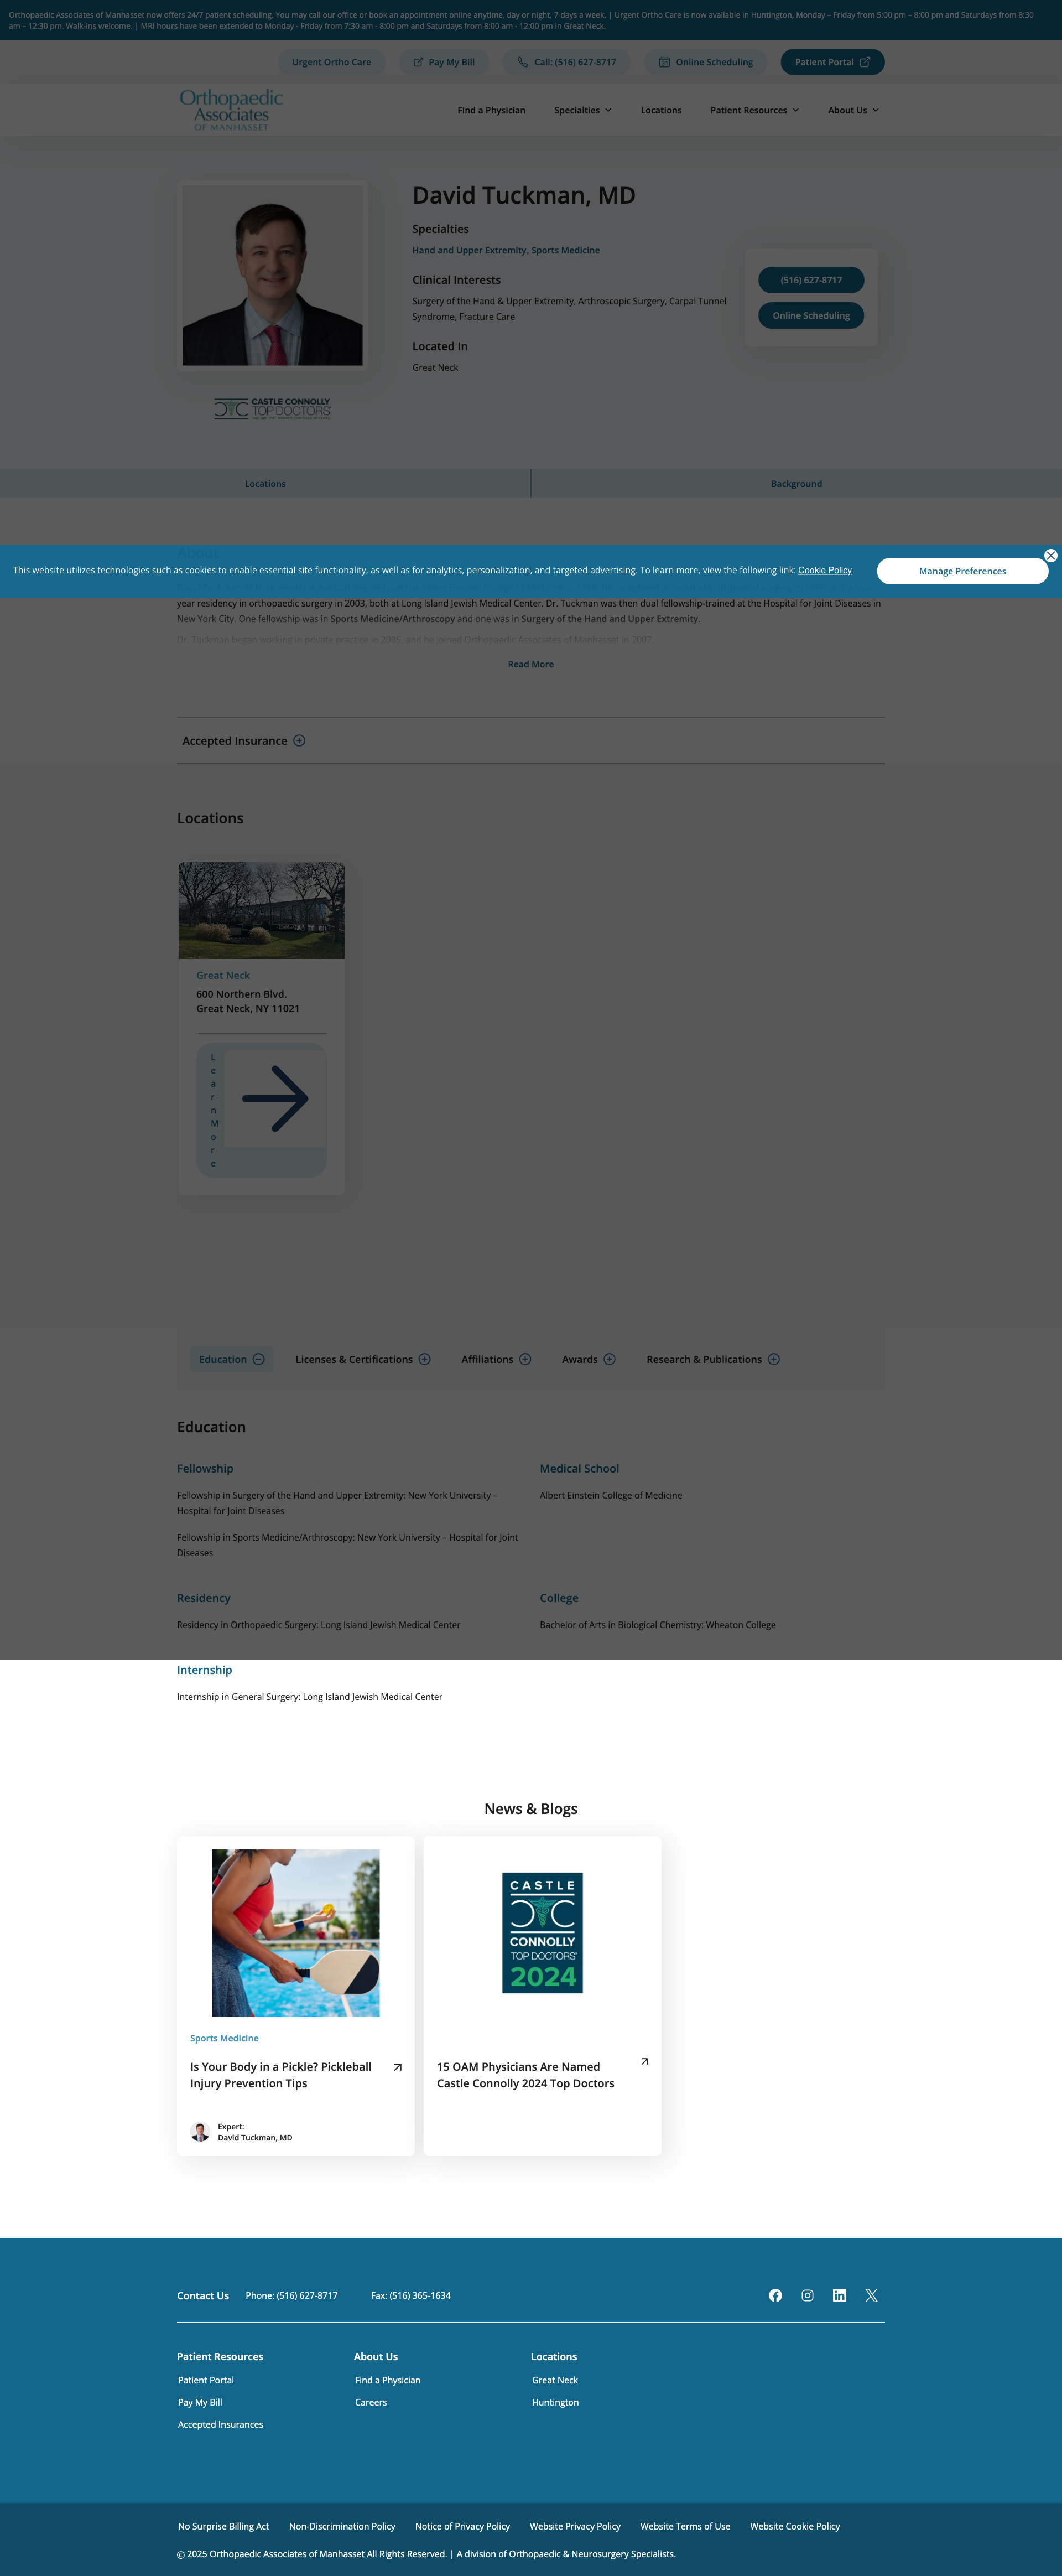 Orthopaedic Associates of Manhasset now offers 24/7 patient scheduling. You may call our office or book an appointment online anytime, day or night, 7 days a week. | Urgent Ortho Care is now available in Huntington, Monday – Friday from 5:00 pm – 8:00 pm and Saturdays from 8:30
am – 12:30 pm. Walk-ins welcome. | MRI hours have been extended to Monday - Friday from 7:30 am - 8:00 pm and Saturdays from 8:00 am - 12:00 pm in Great Neck.
Urgent Ortho Care
Pay My Bill
Call: (516) 627-8717
Online Scheduling
Patient Portal
Orthopaedic
Associates
OF MANHASSET
Find a Physician
Specialties
Locations
Patient Resources
About Us
David Tuckman, MD
Specialties
Hand and Upper Extremity, Sports Medicine
Clinical Interests
Surgery of the Hand & Upper Extremity, Arthroscopic Surgery, Carpal Tunnel
Syndrome, Fracture Care
Located In
Great Neck
(516) 627-8717
Online Scheduling
CASTLE CONNOLLY
TOP DOCTORS
Locations
Background
About
This website utilizes technologies such as cookies to enable essential site functionality, as well as for analytics, personalization, and targeted advertising. To learn more, view the following link: Cookie Policy
Manage Preferences
year residency in orthopaedic surgery in 2003, both at Long Island Jewish Medical Center. Dr. Tuckman was then dual fellowship-trained at the Hospital for Joint Diseases in
New York City. One fellowship was in Sports Medicine/Arthroscopy and one was in Surgery of the Hand and Upper Extremity.
Dr. Tuckman began working in private practice in 2005, and he joined Orthopaedic Associates of Manhasset in 2007.
Read More
Accepted Insurance
Locations
Great Neck
600 Northern Blvd.
Great Neck, NY 11021
L
e
a
r
n
M
o
r
e
Education
Licenses & Certifications
Affiliations
Awards
Research & Publications
Education
Fellowship
Fellowship in Surgery of the Hand and Upper Extremity: New York University –
Hospital for Joint Diseases
Fellowship in Sports Medicine/Arthroscopy: New York University – Hospital for Joint
Diseases
Medical School
Albert Einstein College of Medicine
Residency
Residency in Orthopaedic Surgery: Long Island Jewish Medical Center
College
Bachelor of Arts in Biological Chemistry: Wheaton College
Internship
Internship in General Surgery: Long Island Jewish Medical Center
News & Blogs
Sports Medicine
Is Your Body in a Pickle? Pickleball
Injury Prevention Tips
Expert:
David Tuckman, MD
CASTLE
CONNOLLY
TOP DOCTORS
2024
15 OAM Physicians Are Named
Castle Connolly 2024 Top Doctors
Contact Us
Phone: (516) 627-8717
Fax: (516) 365-1634
Patient Resources
Patient Portal
Pay My Bill
Accepted Insurances
About Us
Find a Physician
Careers
Locations
Great Neck
Huntington
No Surprise Billing Act
Non-Discrimination Policy
Notice of Privacy Policy
Website Privacy Policy
Website Terms of Use
Website Cookie Policy
© 2025 Orthopaedic Associates of Manhasset All Rights Reserved. | A division of Orthopaedic & Neurosurgery Specialists.